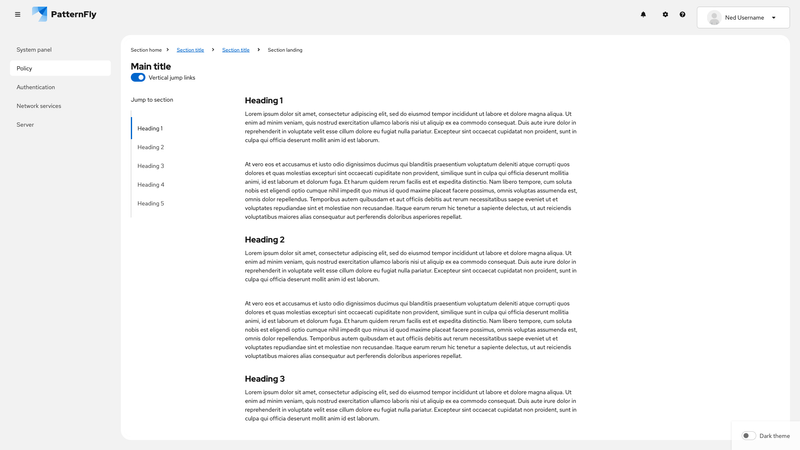 PatternFly
Ned Username
System panel
Policy
Authentication
Network services
Server
Section home
Section title
Section title
Section landing
Main title
Vertical jump links
Jump to section
Heading 1
Heading 2
Heading 3
Heading 4
Heading 5
Heading 1
Lorem ipsum dolor sit amet, consectetur adipiscing elit, sed do eiusmod tempor incididunt ut labore et dolore magna aliqua. Ut
enim ad minim veniam, quis nostrud exercitation ullamco laboris nisi ut aliquip ex ea commodo consequat. Duis aute irure dolor in
reprehenderit in voluptate velit esse cillum dolore eu fugiat nulla pariatur. Excepteur sint occaecat cupidatat non proident, sunt in
culpa qui officia deserunt mollit anim id est laborum.
At vero eos et accusamus et iusto odio dignissimos ducimus qui blanditiis praesentium voluptatum deleniti atque corrupti quos
dolores et quas molestias excepturi sint occaecati cupiditate non provident, similique sunt in culpa qui officia deserunt mollitia
animi, id est laborum et dolorum fuga. Et harum quidem rerum facilis est et expedita distinctio. Nam libero tempore, cum soluta
nobis est eligendi optio cumque nihil impedit quo minus id quod maxime placeat facere possimus, omnis voluptas assumenda est,
omnis dolor repellendus. Temporibus autem quibusdam et aut officiis debitis aut rerum necessitatibus saepe eveniet ut et
voluptates repudiandae sint et molestiae non recusandae. Itaque earum rerum hic tenetur a sapiente delectus, ut aut reiciendis
voluptatibus maiores alias consequatur aut perferendis doloribus asperiores repellat.
Heading 2
Lorem ipsum dolor sit amet, consectetur adipiscing elit, sed do eiusmod tempor incididunt ut labore et dolore magna aliqua. Ut
enim ad minim veniam, quis nostrud exercitation ullamco laboris nisi ut aliquip ex ea commodo consequat. Duis aute irure dolor in
reprehenderit in voluptate velit esse cillum dolore eu fugiat nulla pariatur. Excepteur sint occaecat cupidatat non proident, sunt in
culpa qui officia deserunt mollit anim id est laborum.
At vero eos et accusamus et iusto odio dignissimos ducimus qui blanditiis praesentium voluptatum deleniti atque corrupti quos
dolores et quas molestias excepturi sint occaecati cupiditate non provident, similique sunt in culpa qui officia deserunt mollitia
animi, id est laborum et dolorum fuga. Et harum quidem rerum facilis est et expedita distinctio. Nam libero tempore, cum soluta
nobis est eligendi optio cumque nihil impedit quo minus id quod maxime placeat facere possimus, omnis voluptas assumenda est,
omnis dolor repellendus. Temporibus autem quibusdam et aut officiis debitis aut rerum necessitatibus saepe eveniet ut et
voluptates repudiandae sint et molestiae non recusandae. Itaque earum rerum hic tenetur a sapiente delectus, ut aut reiciendis
voluptatibus maiores alias consequatur aut perferendis doloribus asperiores repellat.
Heading 3
Lorem ipsum dolor sit amet, consectetur adipiscing elit, sed do eiusmod tempor incididunt ut labore et dolore magna aliqua. Ut
enim ad minim veniam, quis nostrud exercitation ullamco laboris nisi ut aliquip ex ea commodo consequat. Duis aute irure dolor in
reprehenderit in voluptate velit esse cillum dolore eu fugiat nulla pariatur. Excepteur sint occaecat cupidatat non proident, sunt in
culpa qui officia deserunt mollit anim id est laborum.
Dark theme